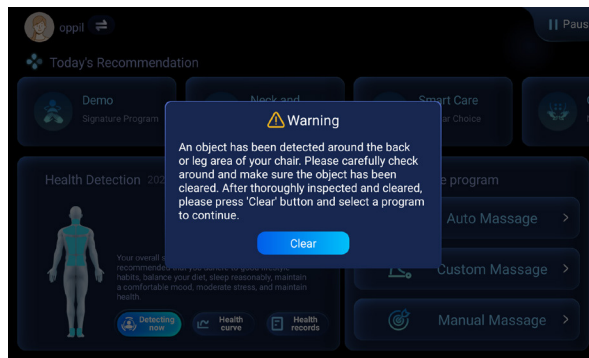 oppil
Paus
Today's Recommendation
Demo
Signature Program
Neck and
Smart Care
ar Choice
Warning
An object has been detected around the back
or leg area of your chair. Please carefully check
around and make sure the object has been
cleared. After thoroughly inspected and cleared,
please press 'Clear' button and select a program
to continue.
Clear
Health Detection 202
e program
Your overall s
recommended
habits, balance your diet, sleep reasonably, maintain
a comfortable mood, moderate stress, and maintain
health.
Detecting
now
Health
curve
Health
records
Auto Massage
Custom Massage
Manual Massage